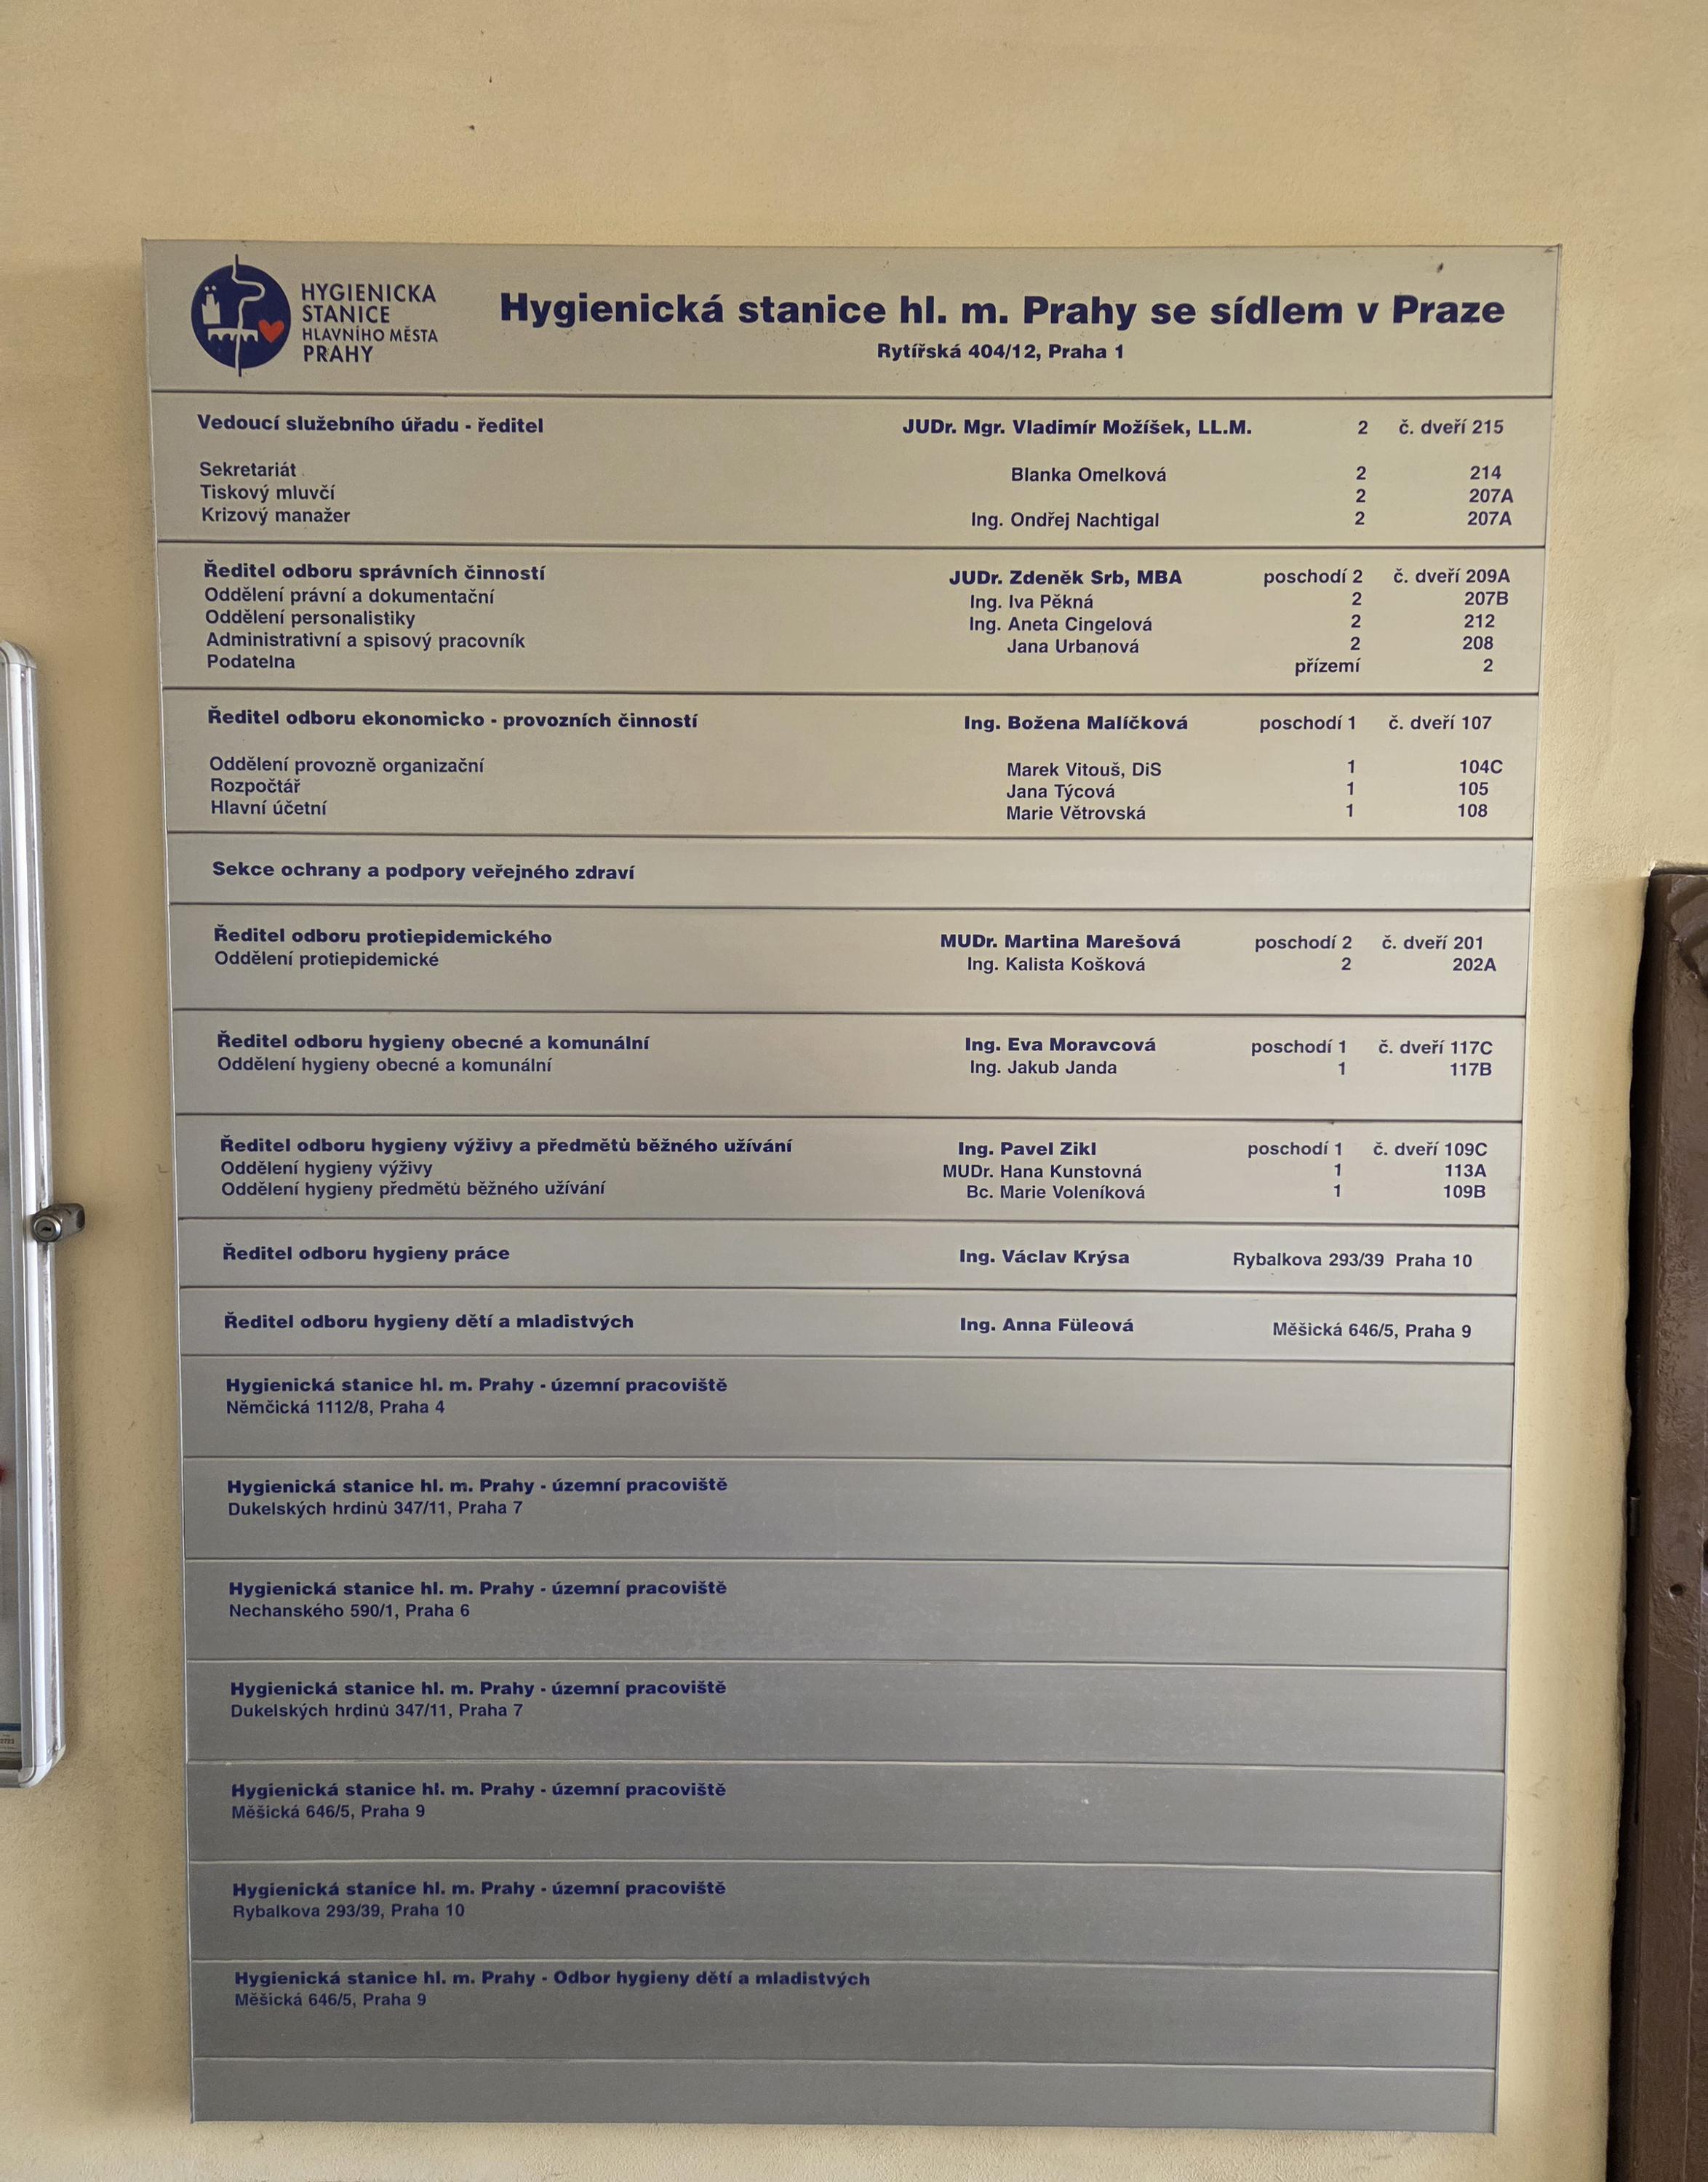 HYGIENICKA
STANICE
HLAVNÍHO MĚSTA
PRAHY
Hygienická stanice hl. m. Prahy se sídlem v Praze
Rytířská 404/12, Praha 1
Vedoucí služebního úřadu - ředitel JUDr. Mgr. Vladimír Možíšek, LL.M. 2 č. dveří 215
Sekretariát Blanka Omelková 2 214
Tiskový mluvčí 2 207A
Krizový manažer Ing. Ondřej Nachtigal 2 207A
Ředitel odboru správních činností JUDr. Zdeněk Srb, MBA poschodí 2 č. dveří 209A
Oddělení právní a dokumentační Ing. Iva Pěkná 2 207B
Oddělení personalistiky Ing. Aneta Cingelová 2 212
Administrativní a spisový pracovník Jana Urbanová 2 208
Podatelna přízemí 2
Ředitel odboru ekonomicko - provozních činností Ing. Božena Malíčková poschodí 1 č. dveří 107
Oddělení provozně organizační Marek Vitouš, DiS 1 104C
Rozpočtář Jana Týcová 1 105
Hlavní účetní Marie Větrovská 1 108
Sekce ochrany a podpory veřejného zdraví
Ředitel odboru protiepidemického MUDr. Martina Marešová poschodí 2 č. dveří 201
Oddělení protiepidemické Ing. Kalista Košková 2 202A
Ředitel odboru hygieny obecné a komunální Ing. Eva Moravcová poschodí 1 č. dveří 117C
Oddělení hygieny obecné a komunální Ing. Jakub Janda 1 117B
Ředitel odboru hygieny výživy a předmětů běžného užívání Ing. Pavel Zikl poschodí 1 č. dveří 109C
Oddělení hygieny výživy MUDr. Hana Kunstovná 1 113A
Oddělení hygieny předmětů běžného užívání Bc. Marie Voleníková 1 109B
Ředitel odboru hygieny práce Ing. Václav Krýsa Rybalkova 293/39 Praha 10
Ředitel odboru hygieny dětí a mladistvých Ing. Anna Füleová Měšická 646/5, Praha 9
Hygienická stanice hl. m. Prahy - územní pracoviště
Němčická 1112/8, Praha 4
Hygienická stanice hl. m. Prahy - územní pracoviště
Dukelských hrdinů 347/11, Praha 7
Hygienická stanice hl. m. Prahy - územní pracoviště
Nechanského 590/1, Praha 6
Hygienická stanice hl. m. Prahy - územní pracoviště
Dukelských hrdinů 347/11, Praha 7
Hygienická stanice hl. m. Prahy - územní pracoviště
Měšická 646/5, Praha 9
Hygienická stanice hl. m. Prahy - územní pracoviště
Rybalkova 293/39, Praha 10
Hygienická stanice hl. m. Prahy - Odbor hygieny dětí a mladistvých
Měšická 646/5, Praha 9